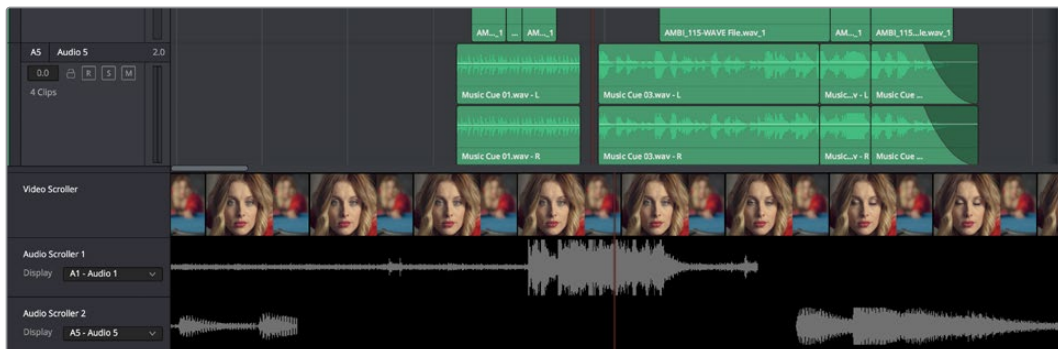 AM..._1 ... AM..._1 AMBI_115-WAVE File.wav_1 AM..._1 AMBI_115...le.wav_1
A5 Audio 5 2.0
0.0 R S M
4 Clips
Music Cue 01.wav - L Music Cue 03.wav - L Music...v - L Music Cue ...
Music Cue 01.wav - R Music Cue 03.wav - R Music...v - R Music Cue ...
Video Scroller
Audio Scroller 1
Display A1 - Audio 1
Audio Scroller 2
Display A5 - Audio 5